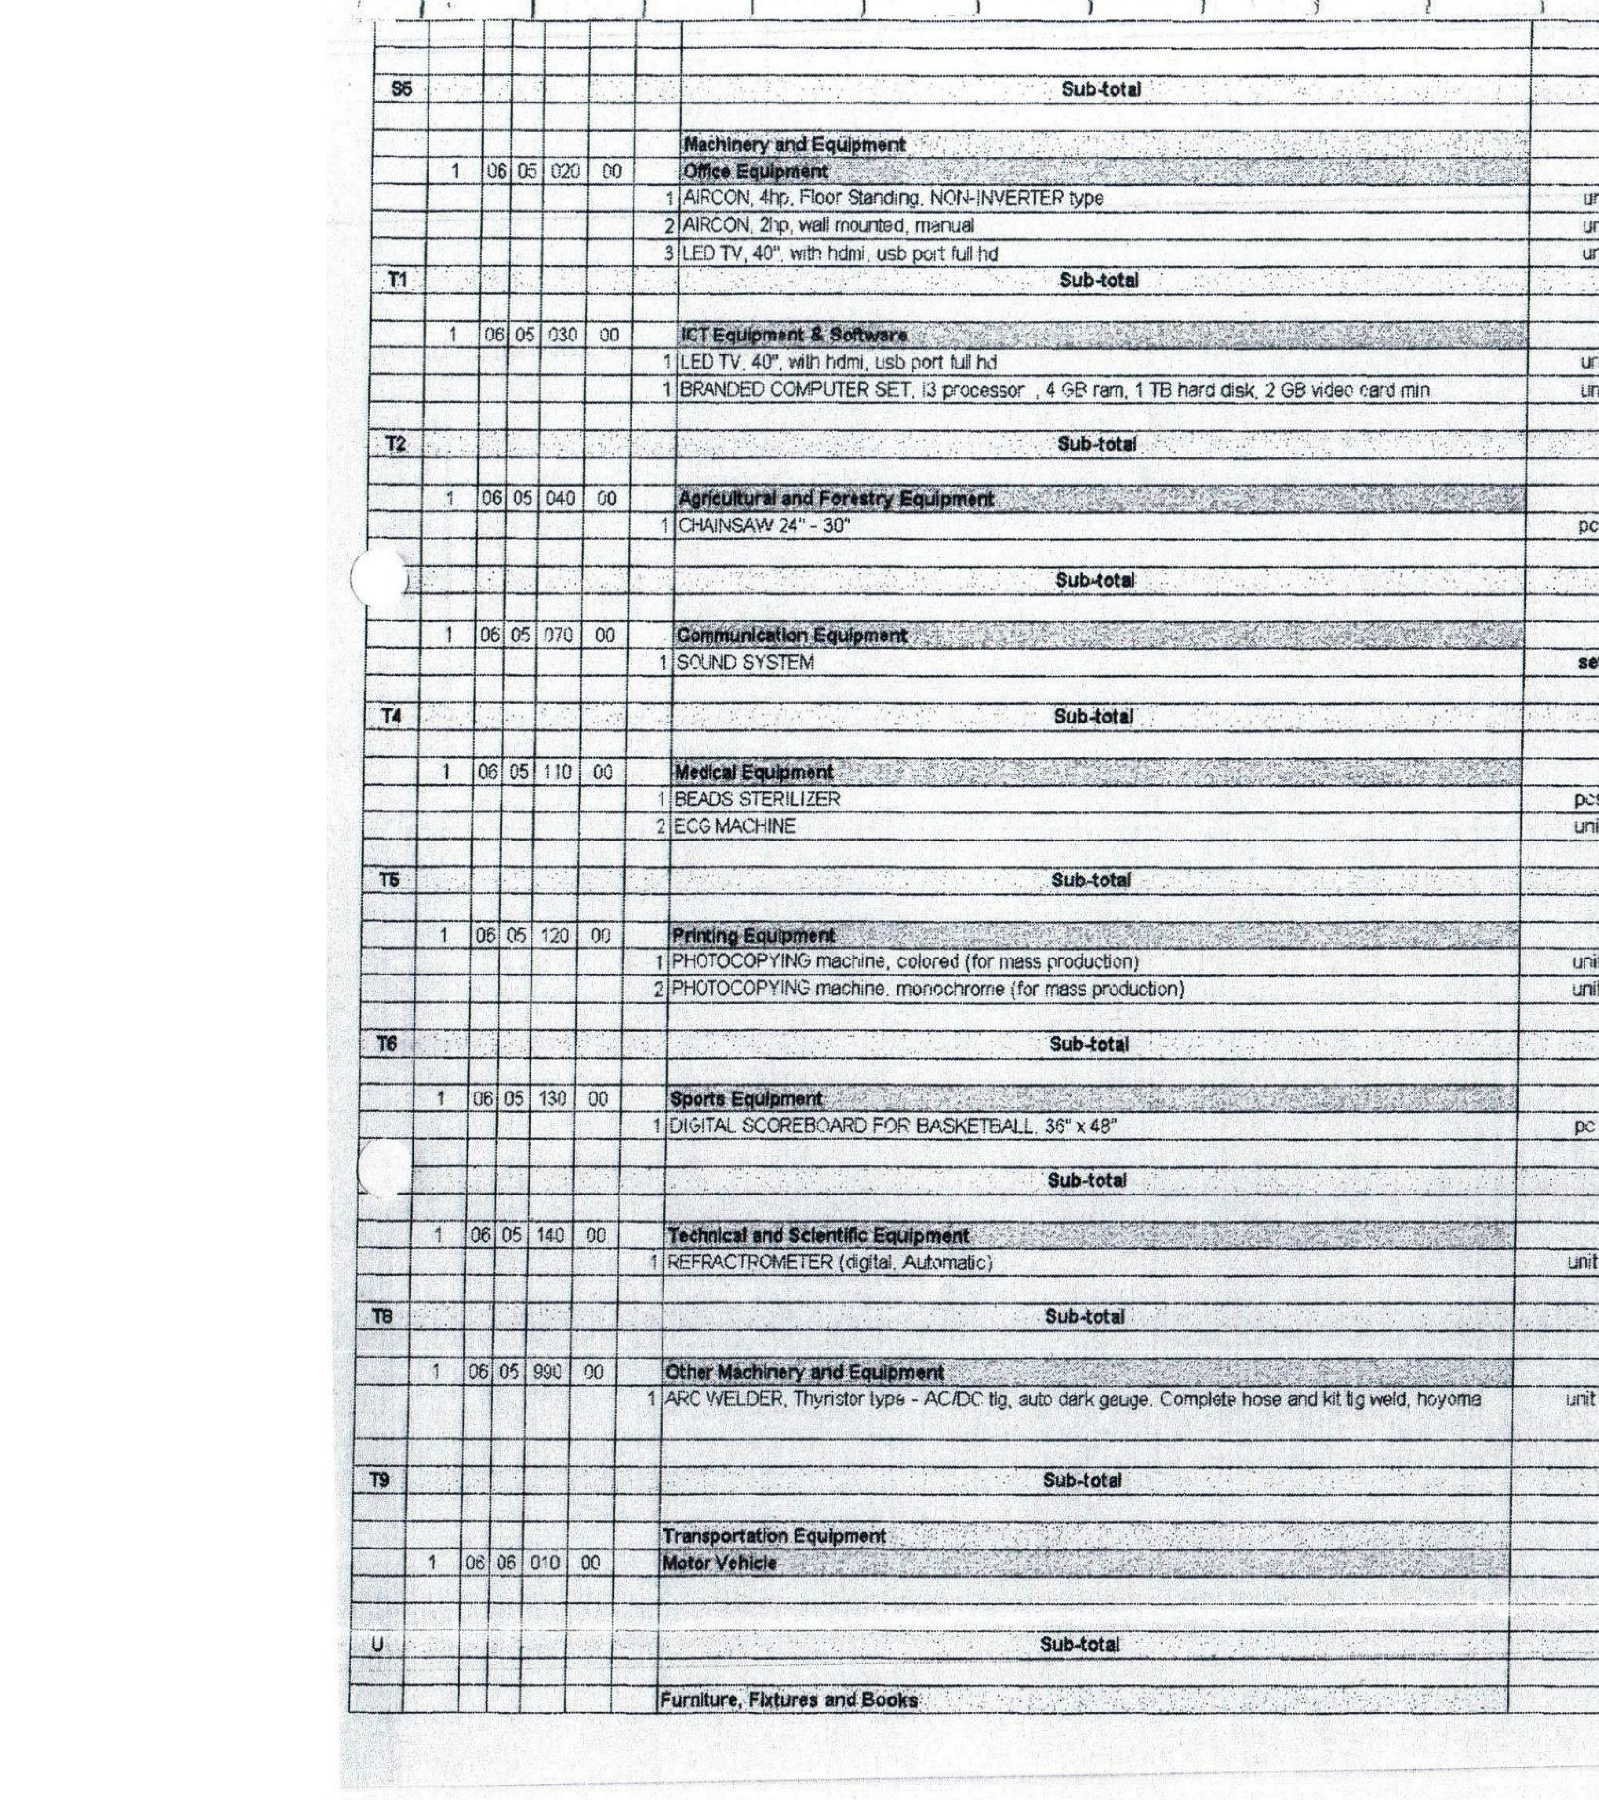 S5 Sub-total
Machinery and Equipment
1 06 05 020 00 Office Equipment
1 AIRCON, 4hp, Floor Standing, NON-INVERTER type
2 AIRCON, 2hp, wall mounted, manual
3 LED TV, 40", with hdmi, usb port full hd
T1 Sub-total
1 06 05 030 00 ICT Equipment & Software
1 LED TV, 40", with hdmi, usb port full hd
1 BRANDED COMPUTER SET, i3 processor , 4 GB ram, 1 TB hard disk, 2 GB video card min
T2 Sub-total
1 06 05 040 00 Agricultural and Forestry Equipment
1 CHAINSAW 24" - 30" pc
Sub-total
1 06 05 070 00 Communication Equipment
1 SOUND SYSTEM
T4 Sub-total
1 06 05 110 00 Medical Equipment
1 BEADS STERILIZER
2 ECG MACHINE
T5 Sub-total
1 06 05 120 00 Printing Equipment
1 PHOTOCOPYING machine, colored (for mass production)
2 PHOTOCOPYING machine, monochrome (for mass production)
T6 Sub-total
1 06 05 130 00 Sports Equipment
1 DIGITAL SCOREBOARD FOR BASKETBALL, 36" x 48" pc
Sub-total
1 06 05 140 00 Technical and Scientific Equipment
1 REFRACTROMETER (digital, Automatic) unit
T8 Sub-total
1 06 05 990 00 Other Machinery and Equipment
1 ARC WELDER, Thyristor type - AC/DC tig, auto dark geuge. Complete hose and kit tig weld, hoyoma unit
T9 Sub-total
Transportation Equipment
1 06 06 010 00 Motor Vehicle
U Sub-total
Furniture, Fixtures and Books